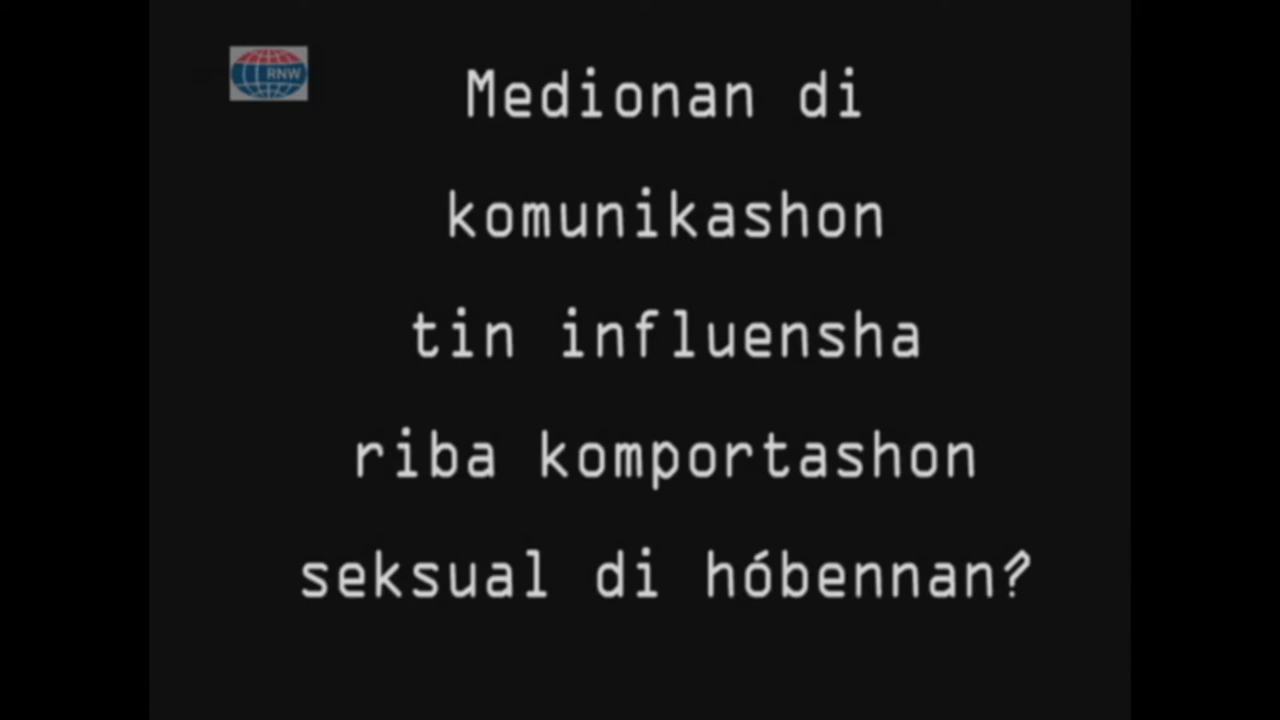 RNW
Medionan di
komunikashon
tin influensha
riba komportashon
seksual di hóbennan?